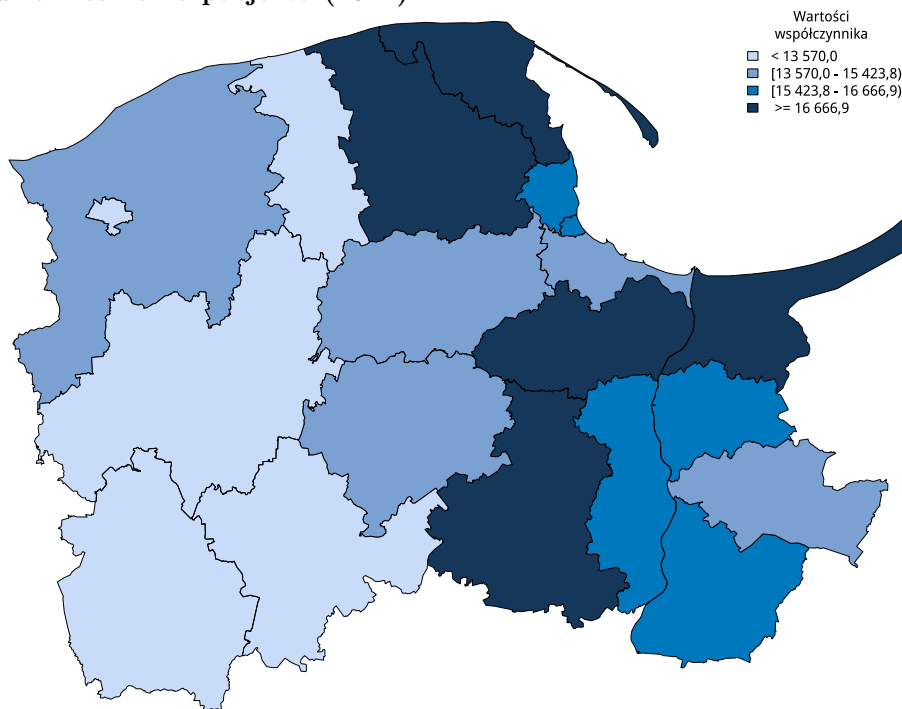 Wartości
współczynnika
< 13 570,0
[13 570,0 - 15 423,8)
[15 423,8 - 16 666,9)
>= 16 666,9